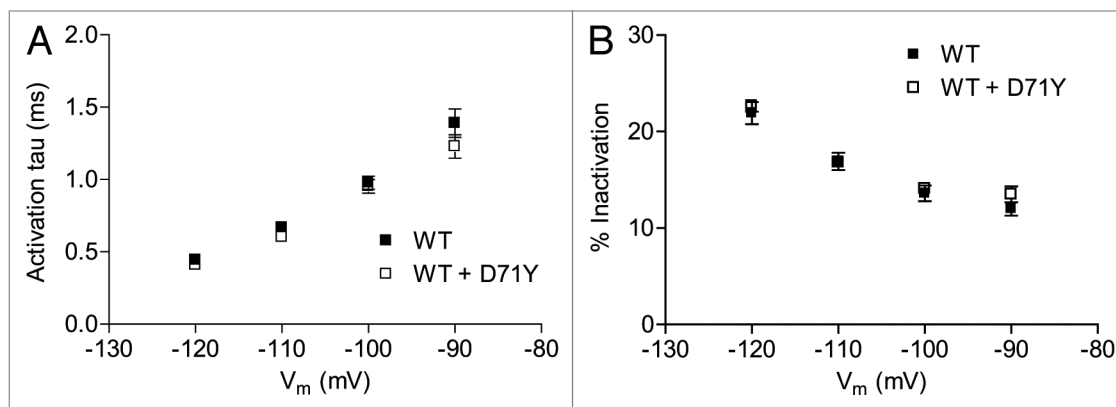 A
2.0
1.5
1.0
0.5
0.0
Activation tau (ms)
WT
WT + D71Y
-130 -120 -110 -100 -90 -80
Vm (mV)
B
30
20
10
0
% Inactivation
WT
WT + D71Y
-130 -120 -110 -100 -90 -80
Vm (mV)